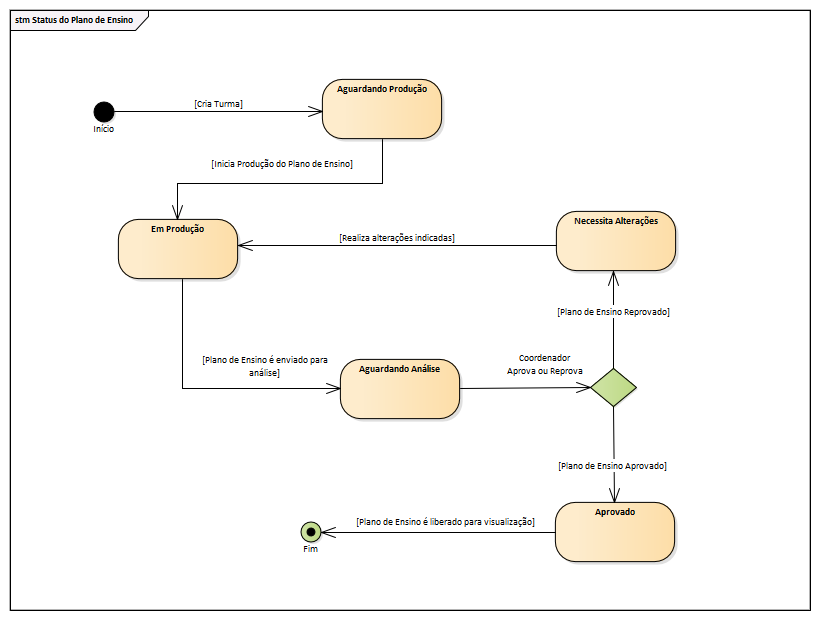 stm Status do Plano de Ensino
Aguardando Produção
[Cria Turma]
Início
[Inicia Produção do Plano de Ensino]
Necessita Alterações
Em Produção
[Realiza alterações indicadas]
[Plano de Ensino Reprovado]
[Plano de Ensino é enviado para
análise]
Aguardando Análise
Coordenador
Aprova ou Reprova
[Plano de Ensino Aprovado]
Aprovado
[Plano de Ensino é liberado para visualização]
Fim